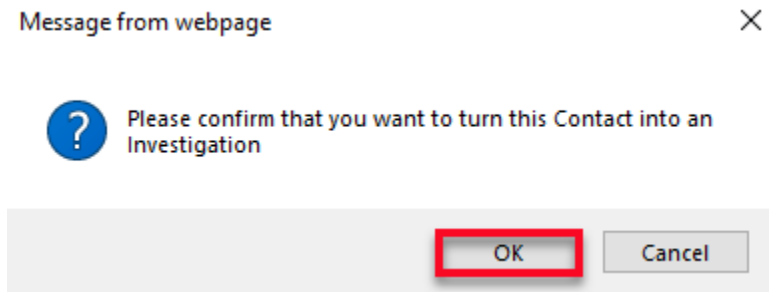 Message from webpage
Please confirm that you want to turn this Contact into an
Investigation
OK
Cancel